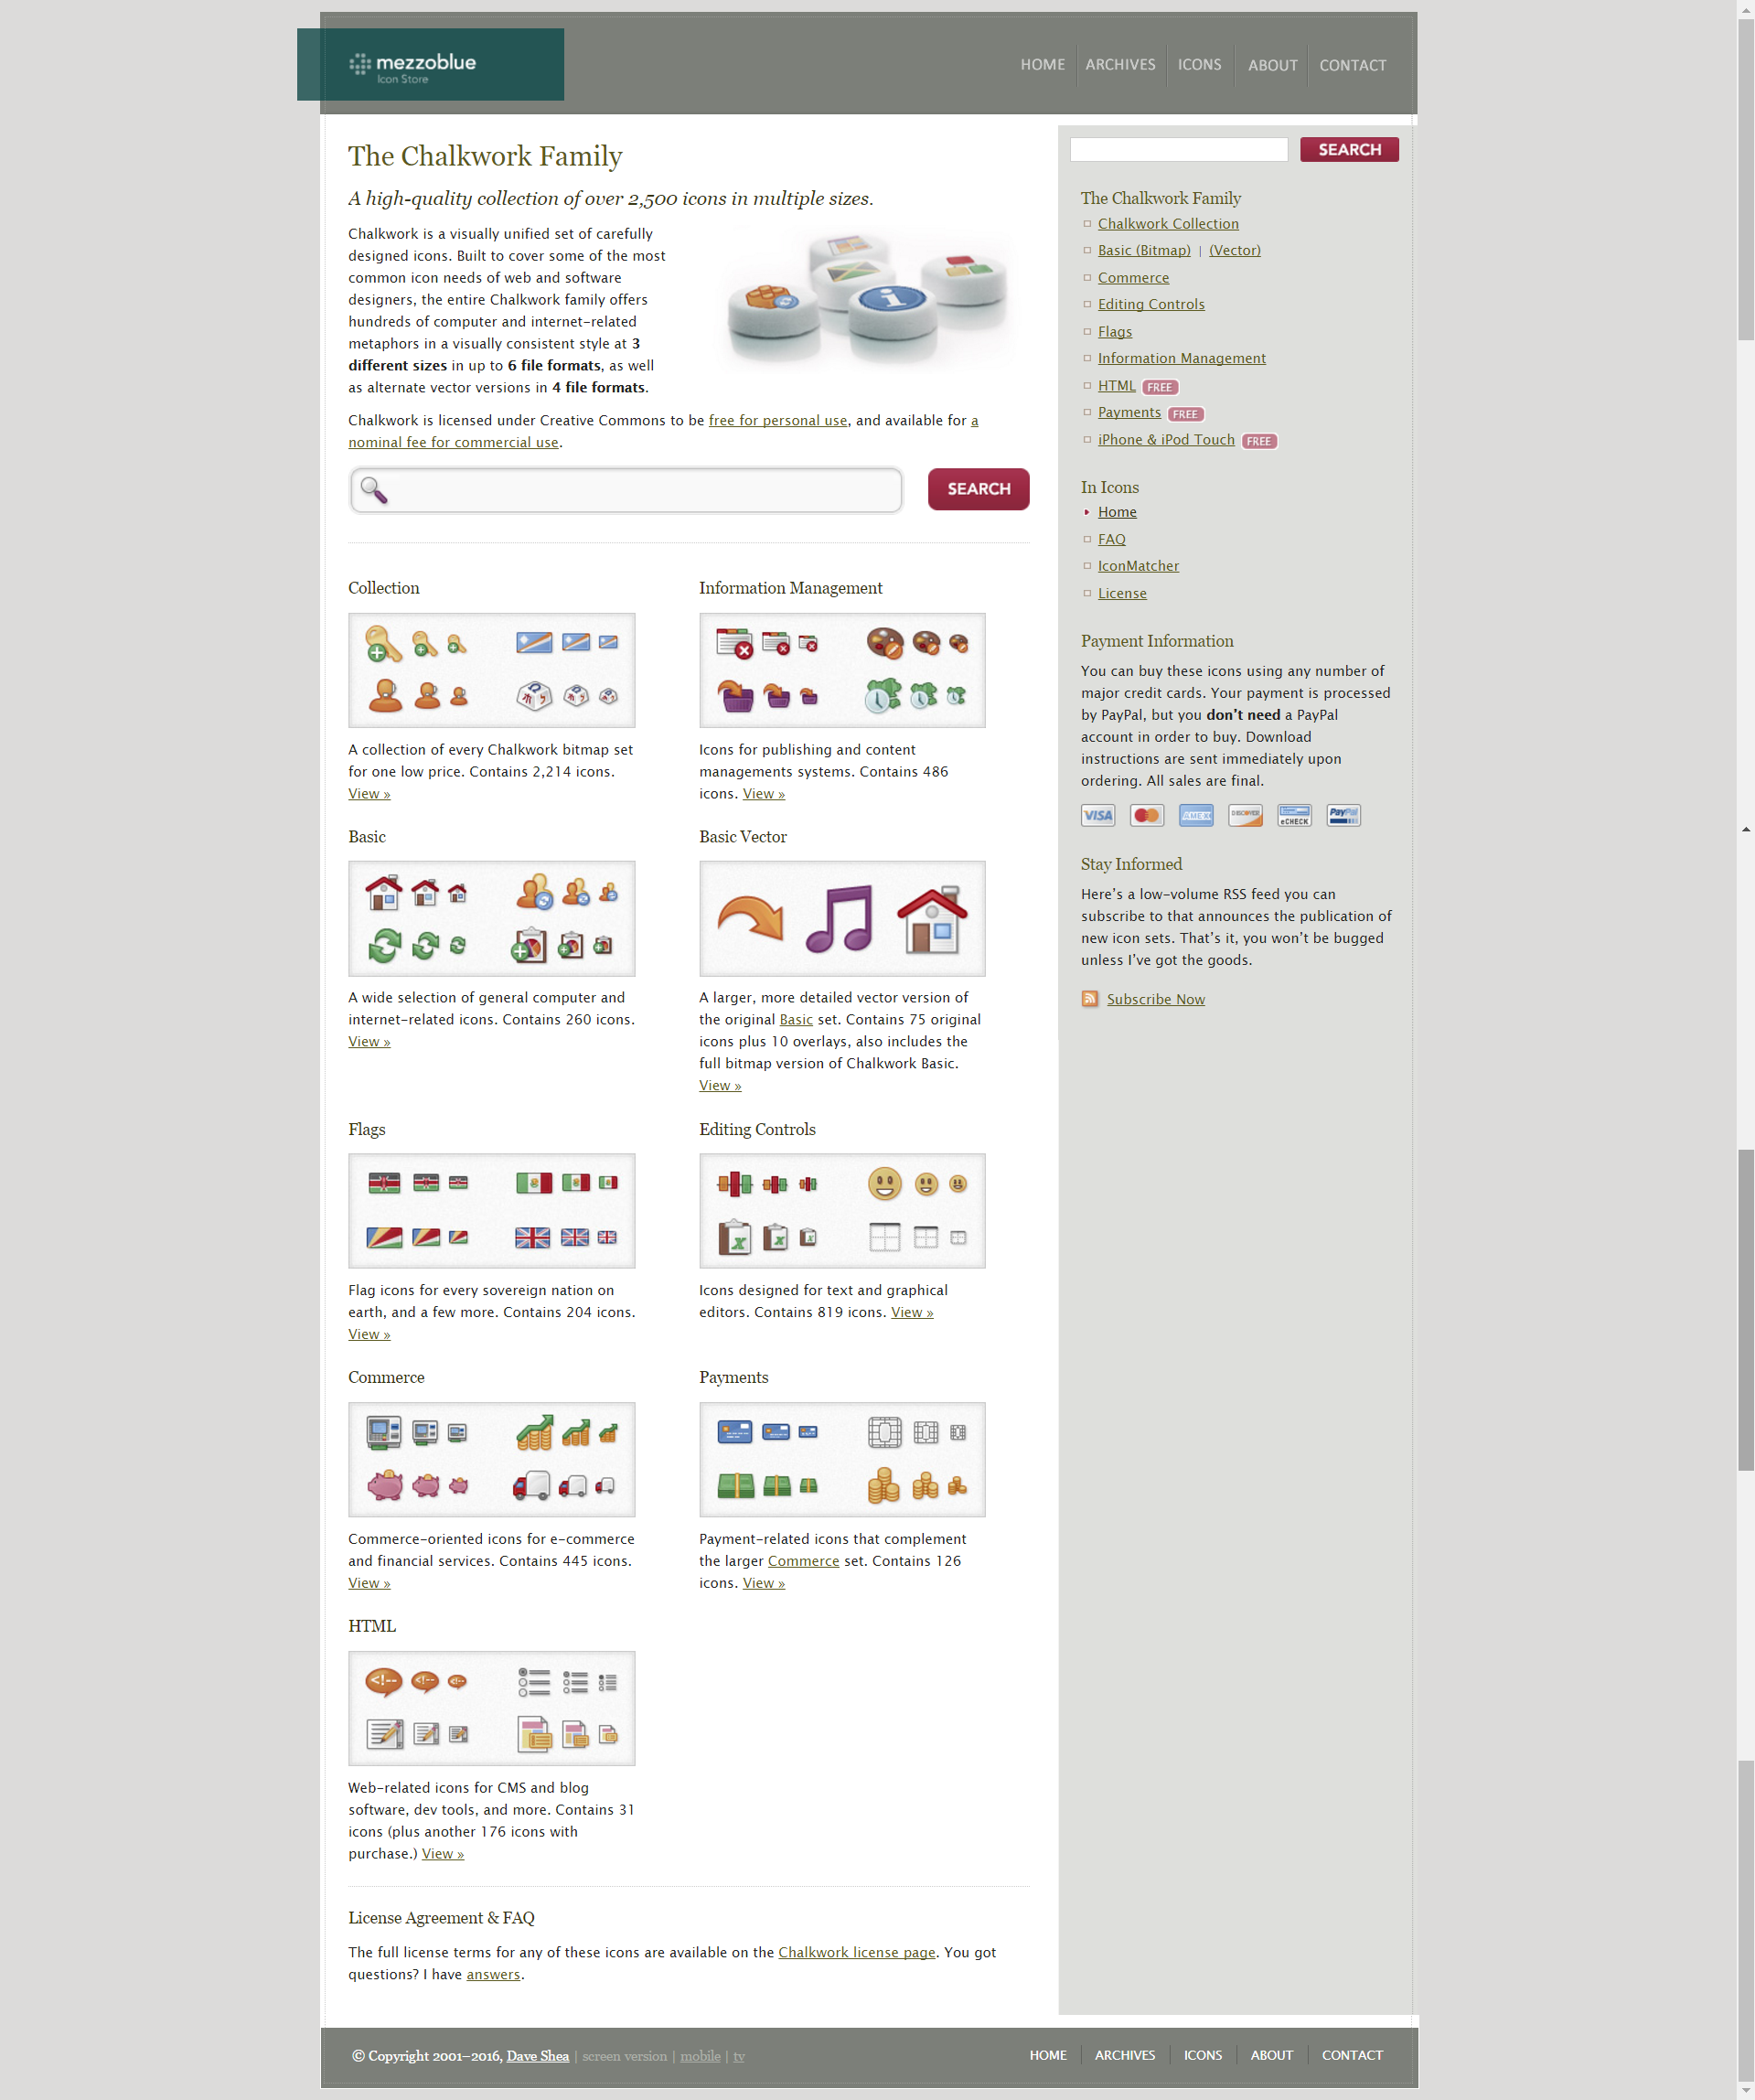 mezzoblue
Icon Store
HOME
ARCHIVES
ICONS
ABOUT
CONTACT
The Chalkwork Family
A high-quality collection of over 2,500 icons in multiple sizes.
Chalkwork is a visually unified set of carefully
designed icons. Built to cover some of the most
common icon needs of web and software
designers, the entire Chalkwork family offers
hundreds of computer and internet-related
metaphors in a visually consistent style at 3
different sizes in up to 6 file formats, as well
as alternate vector versions in 4 file formats.
Chalkwork is licensed under Creative Commons to be free for personal use, and available for a
nominal fee for commercial use.
SEARCH
Collection
A collection of every Chalkwork bitmap set
for one low price. Contains 2,214 icons.
View »
Information Management
Icons for publishing and content
managements systems. Contains 486
icons. View »
Basic
A wide selection of general computer and
internet-related icons. Contains 260 icons.
View »
Basic Vector
A larger, more detailed vector version of
the original Basic set. Contains 75 original
icons plus 10 overlays, also includes the
full bitmap version of Chalkwork Basic.
View »
Flags
Flag icons for every sovereign nation on
earth, and a few more. Contains 204 icons.
View »
Editing Controls
Icons designed for text and graphical
editors. Contains 819 icons. View »
Commerce
Commerce-oriented icons for e-commerce
and financial services. Contains 445 icons.
View »
Payments
Payment-related icons that complement
the larger Commerce set. Contains 126
icons. View »
HTML
<!-- <!-- <!--
Web-related icons for CMS and blog
software, dev tools, and more. Contains 31
icons (plus another 176 icons with
purchase.) View »
License Agreement & FAQ
The full license terms for any of these icons are available on the Chalkwork license page. You got
questions? I have answers.
SEARCH
The Chalkwork Family
Chalkwork Collection
Basic (Bitmap) | (Vector)
Commerce
Editing Controls
Flags
Information Management
HTML FREE
Payments FREE
iPhone & iPod Touch FREE
In Icons
Home
FAQ
IconMatcher
License
Payment Information
You can buy these icons using any number of
major credit cards. Your payment is processed
by PayPal, but you don't need a PayPal
account in order to buy. Download
instructions are sent immediately upon
ordering. All sales are final.
VISA
AMEX
DISCOVER
eCHECK
PayPal
Stay Informed
Here's a low-volume RSS feed you can
subscribe to that announces the publication of
new icon sets. That's it, you won't be bugged
unless I've got the goods.
Subscribe Now
© Copyright 2001–2016, Dave Shea | screen version | mobile | tv
HOME
ARCHIVES
ICONS
ABOUT
CONTACT